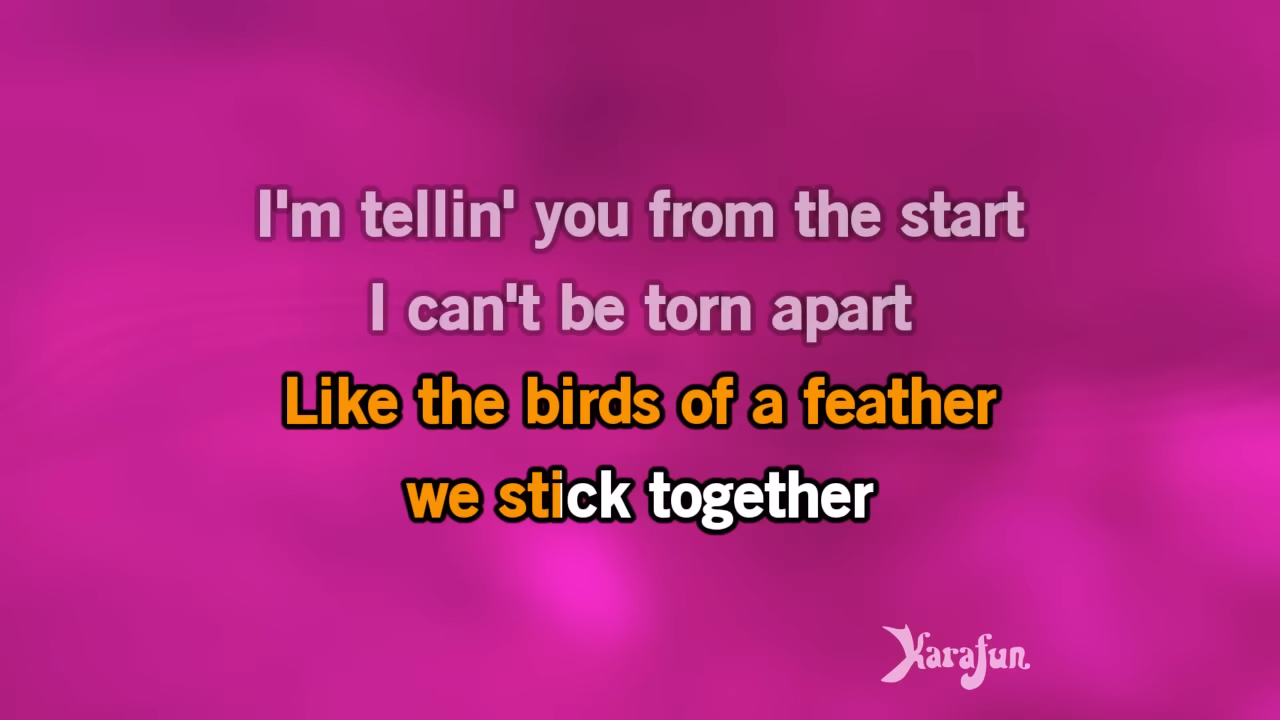 I'm tellin' you from the start
I can't be torn apart
Like the birds of a feather
we stick together
Karafun